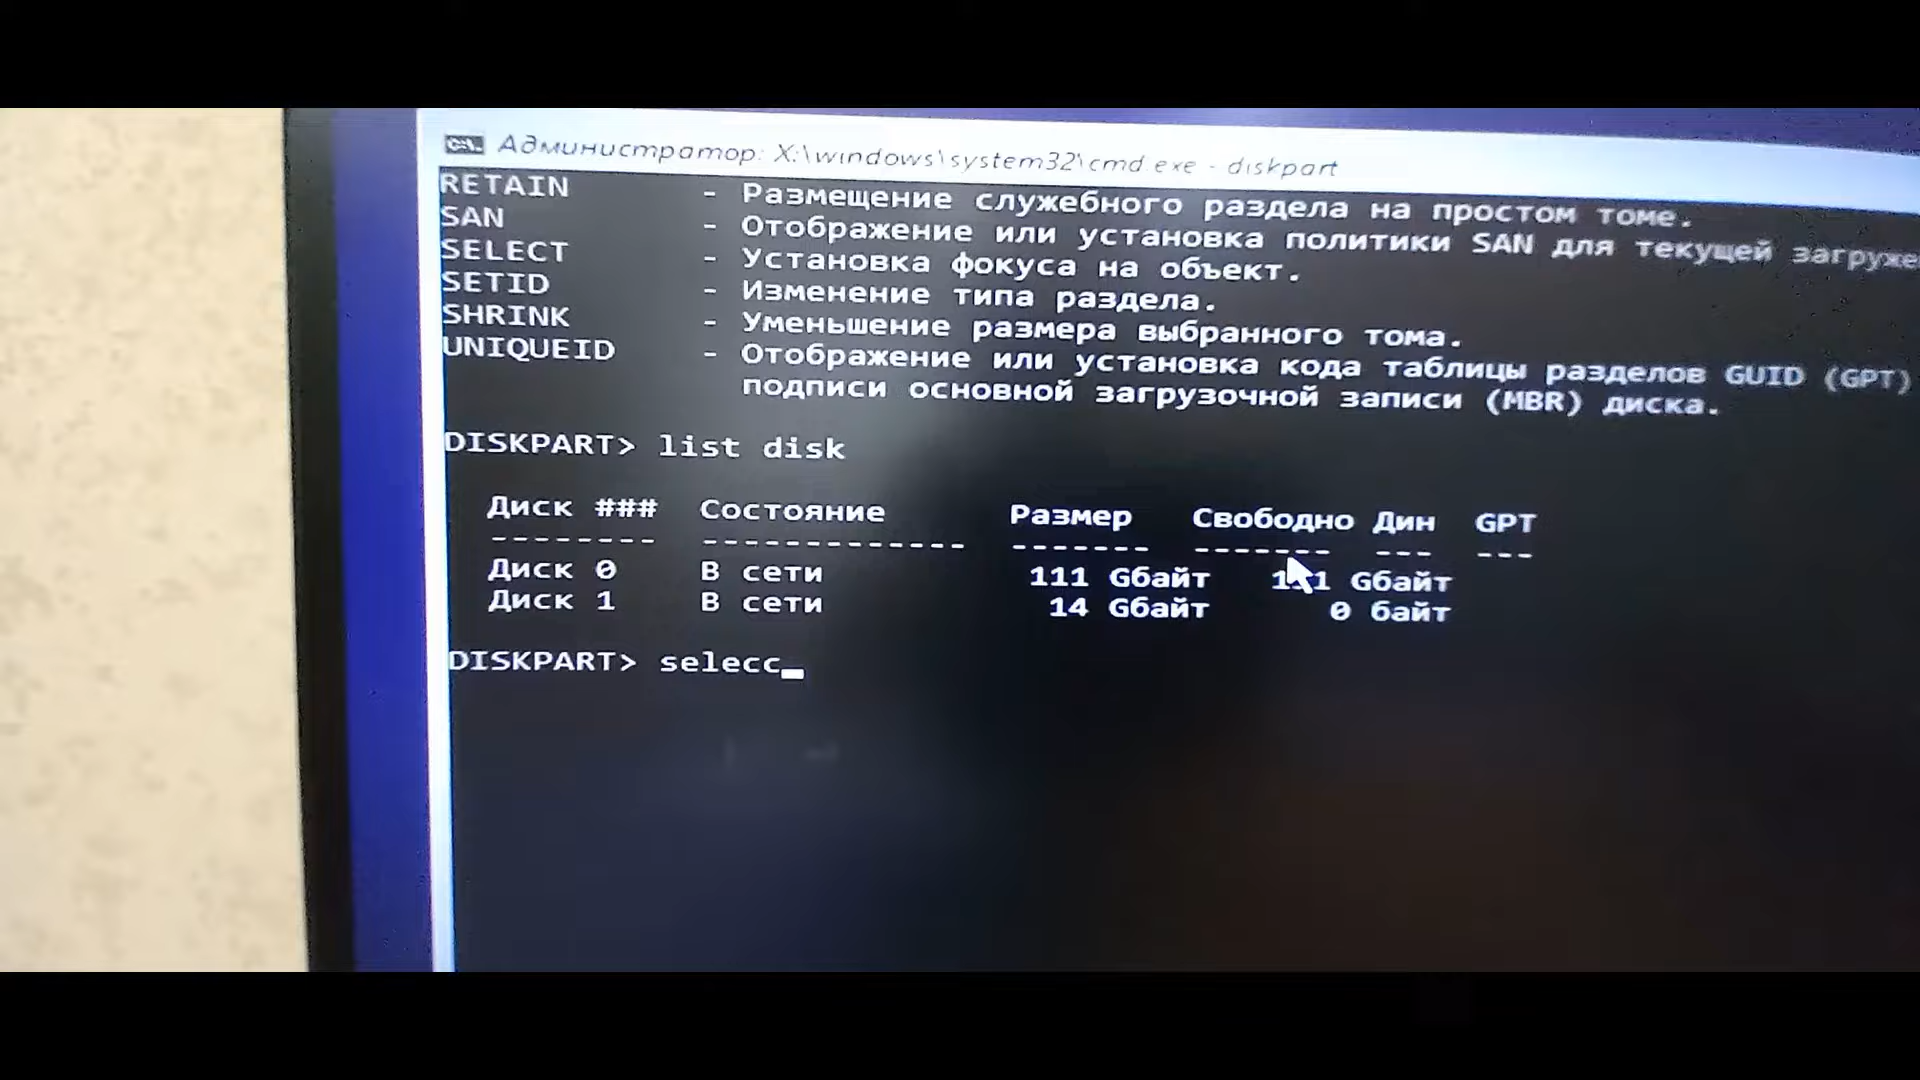 Администратор: X:\windows\system32\cmd.exe - diskpart
RETAIN - Размещение служебного раздела на простом томе.
SAN - Отображение или установка политики SAN для текущей
SELECT - Установка фокуса на объект.
SETID - Изменение типа раздела.
SHRINK - Уменьшение размера выбранного тома.
UNIQUEID - Отображение или установка кода таблицы разделов GUID (GPT)
подписи основной загрузочной записи (MBR) диска.
DISKPART> list disk
Диск ### Состояние Размер Свободно Дин GPT
-------- ------------- ------- ------- --- ---
Диск 0 В сети 111 Gбайт Gбайт
Диск 1 В сети 14 Gбайт 0 байт
DISKPART> selecc_